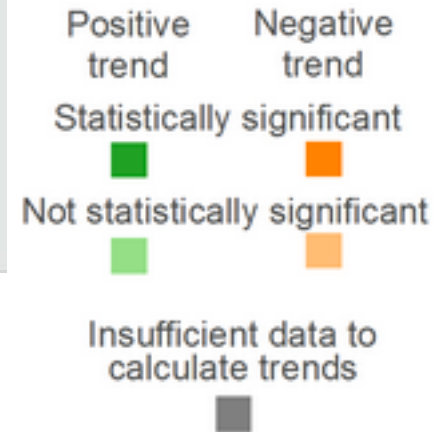 Positive Negative
trend trend
Statistically significant
Not statistically significant
Insufficient data to
calculate trends